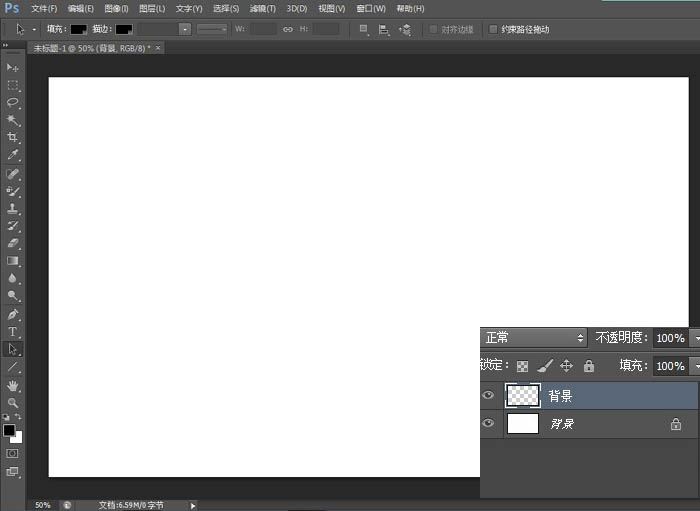 Ps 文件(F) 编辑(E) 图像(I) 图层(L) 文字(Y) 选择(S) 滤镜(T) 3D(D) 视图(V) 窗口(W) 帮助(H)
填充: 描边: W: H: 对齐边缘 约束路径拖动
未标题-1 @ 50% (背景, RGB/8) * ×
正常 不透明度: 100%
锁定: 填充: 100%
背景
背景
T
50% 文档:6.59M/0 字节